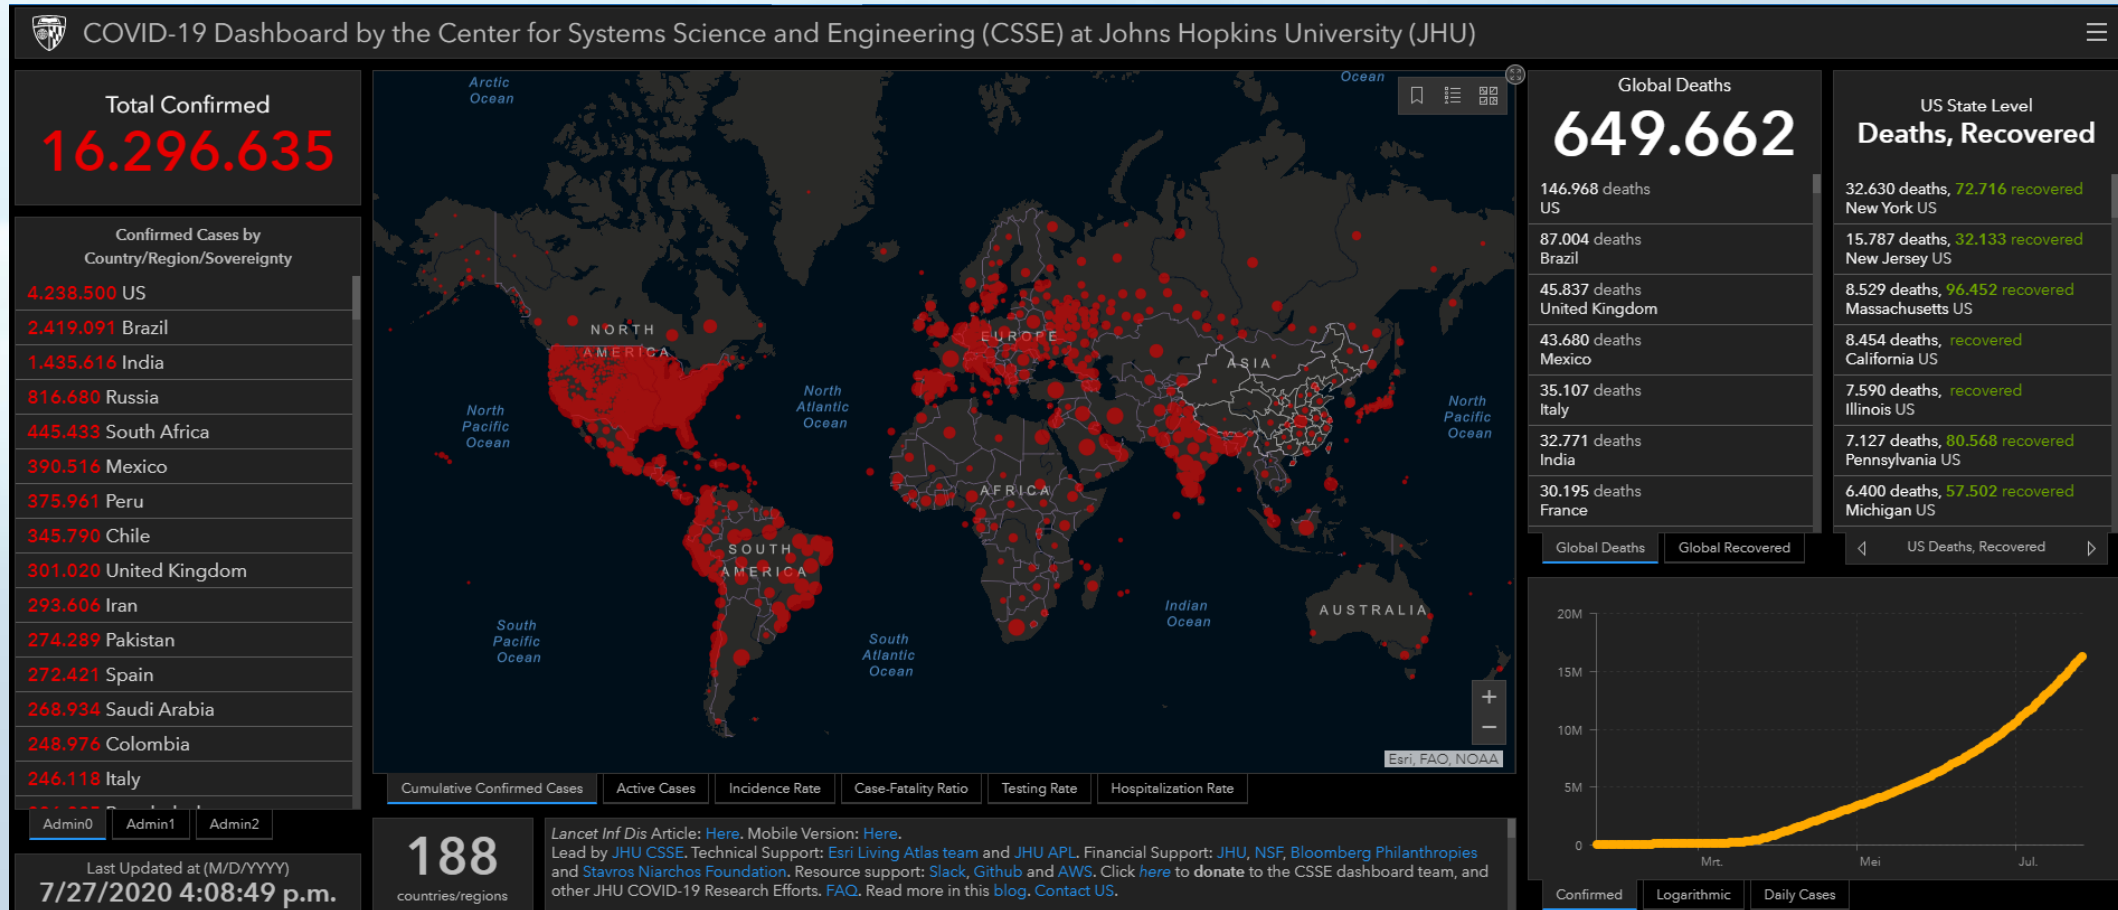 COVID-19 Dashboard by the Center for Systems Science and Engineering (CSSE) at Johns Hopkins University (JHU)
Total Confirmed
16.296.635
Confirmed Cases by
Country/Region/Sovereignty
4.238.500 US
2.419.091 Brazil
1.435.616 India
816.680 Russia
445.433 South Africa
390.516 Mexico
375.961 Peru
345.790 Chile
301.020 United Kingdom
293.606 Iran
274.289 Pakistan
272.421 Spain
268.934 Saudi Arabia
248.976 Colombia
246.118 Italy
Admin0
Admin1
Admin2
Last Updated at (M/D/YYYY)
7/27/2020 4:08:49 p.m.
Arctic
Ocean
Ocean
NORTH
AMERICA
EUROPE
ASIA
North
Pacific
Ocean
North
Atlantic
Ocean
North
Pacific
Ocean
AFRICA
SOUTH
AMERICA
AUSTRALIA
Indian
Ocean
South
Pacific
Ocean
South
Atlantic
Ocean
+
−
Esri, FAO, NOAA
Cumulative Confirmed Cases
Active Cases
Incidence Rate
Case-Fatality Ratio
Testing Rate
Hospitalization Rate
188
countries/regions
Lancet Inf Dis Article: Here. Mobile Version: Here.
Lead by JHU CSSE. Technical Support: Esri Living Atlas team and JHU APL. Financial Support: JHU, NSF, Bloomberg Philanthropies
and Stavros Niarchos Foundation. Resource support: Slack, Github and AWS. Click here to donate to the CSSE dashboard team, and
other JHU COVID-19 Research Efforts. FAQ. Read more in this blog. Contact US.
Global Deaths
649.662
146.968 deaths
US
87.004 deaths
Brazil
45.837 deaths
United Kingdom
43.680 deaths
Mexico
35.107 deaths
Italy
32.771 deaths
India
30.195 deaths
France
Global Deaths
Global Recovered
US State Level
Deaths, Recovered
32.630 deaths, 72.716 recovered
New York US
15.787 deaths, 32.133 recovered
New Jersey US
8.529 deaths, 96.452 recovered
Massachusetts US
8.454 deaths, recovered
California US
7.590 deaths, recovered
Illinois US
7.127 deaths, 80.568 recovered
Pennsylvania US
6.400 deaths, 57.502 recovered
Michigan US
US Deaths, Recovered
20M
15M
10M
5M
0
Mrt.
Mei
Jul.
Confirmed
Logarithmic
Daily Cases